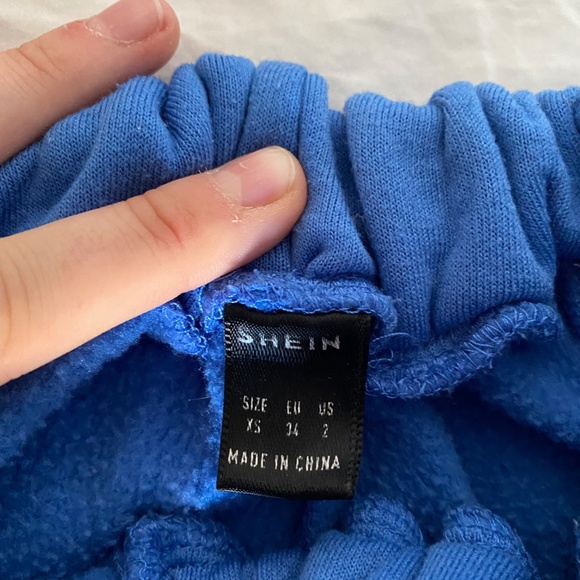 SHEIN
SIZE EU US
XS 34 2
MADE IN CHINA